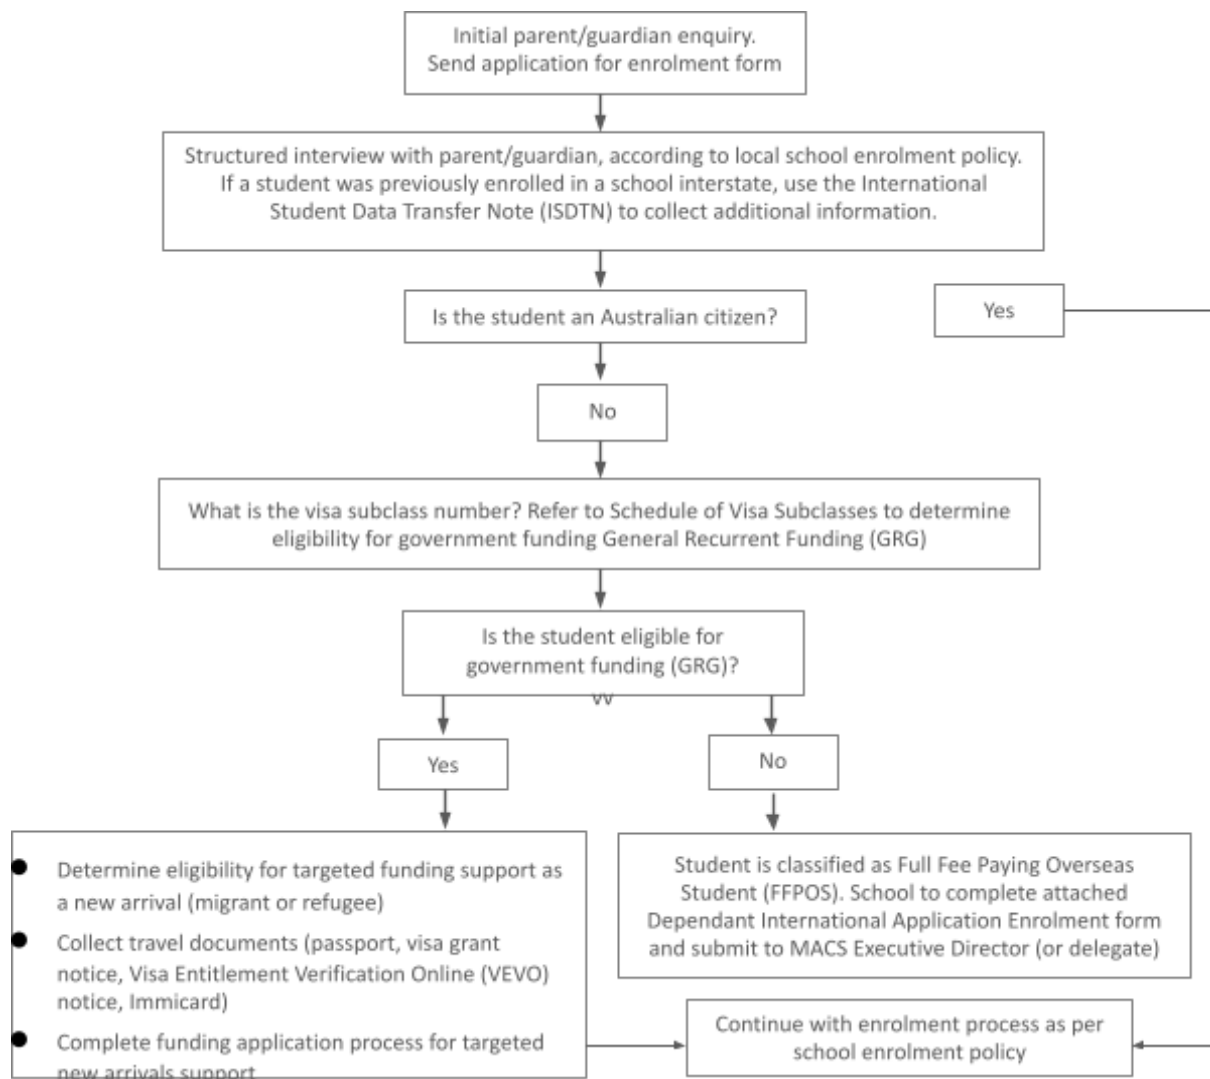 Initial parent/guardian enquiry.
Send application for enrolment form
Structured interview with parent/guardian, according to local school enrolment policy.
If a student was previously enrolled in a school interstate, use the International
Student Data Transfer Note (ISDTN) to collect additional information.
Is the student an Australian citizen?
Yes
No
What is the visa subclass number? Refer to Schedule of Visa Subclasses to determine
eligibility for government funding General Recurrent Funding (GRG)
Is the student eligible for
government funding (GRG)?
vv
Yes
No
● Determine eligibility for targeted funding support as
a new arrival (migrant or refugee)
● Collect travel documents (passport, visa grant
notice, Visa Entitlement Verification Online (VEVO)
notice, Immicard)
● Complete funding application process for targeted
new arrivals support
Student is classified as Full Fee Paying Overseas
Student (FFPOS). School to complete attached
Dependant International Application Enrolment form
and submit to MACS Executive Director (or delegate)
Continue with enrolment process as per
school enrolment policy